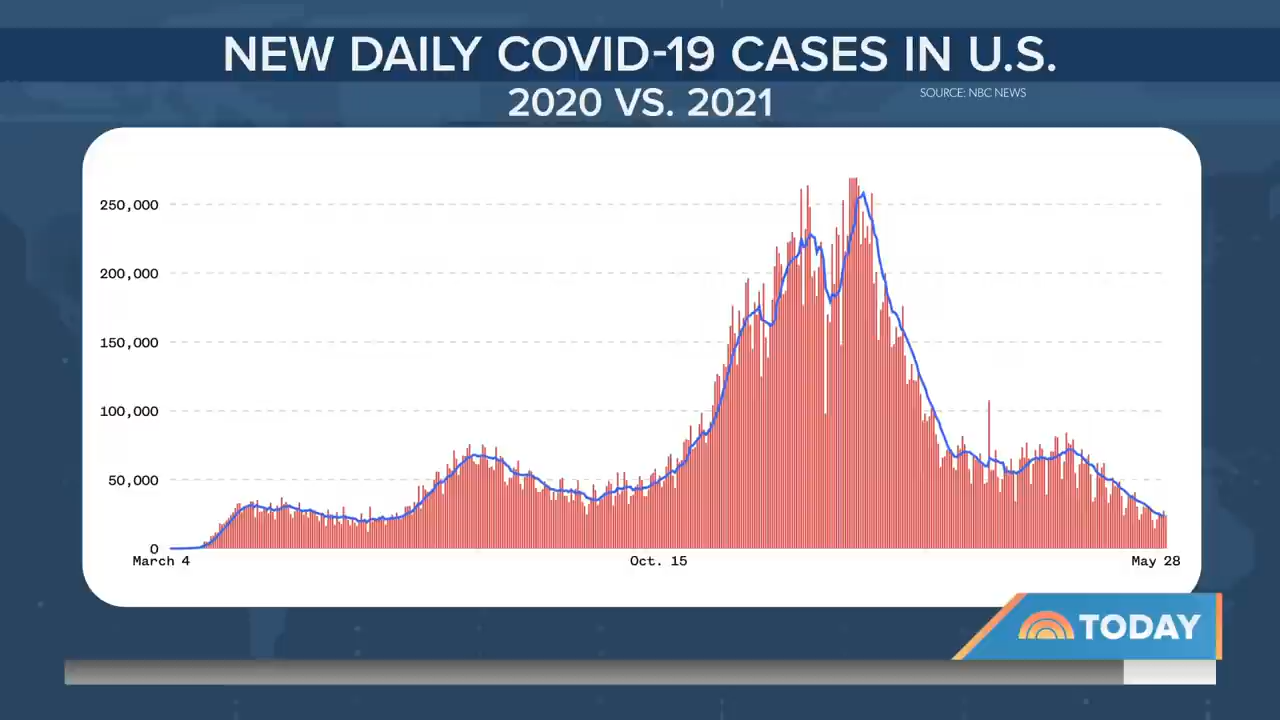 NEW DAILY COVID-19 CASES IN U.S.
2020 VS. 2021
SOURCE: NBC NEWS
250,000
200,000
150,000
100,000
50,000
0
March 4
Oct. 15
May 28
TODAY